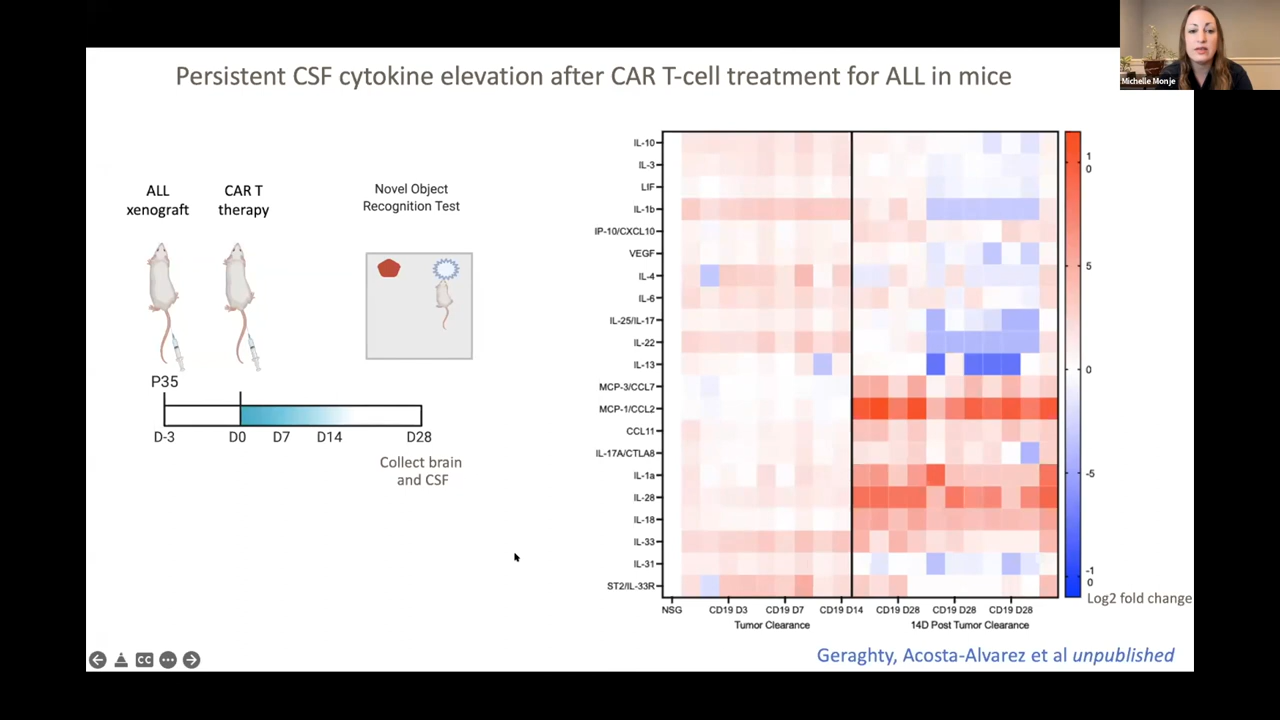 Persistent CSF cytokine elevation after CAR T-cell treatment for ALL in mice
Michelle Monje
ALL
xenograft
CAR T
therapy
Novel Object
Recognition Test
P35
D-3
D0
D7
D14
D28
Collect brain
and CSF
IL-10
IL-3
LIF
IL-1b
IP-10/CXCL10
VEGF
IL-4
IL-6
IL-25/IL-17
IL-22
IL-13
MCP-3/CCL7
MCP-1/CCL2
CCL11
IL-17A/CTLA8
IL-1a
IL-28
IL-18
IL-33
IL-31
ST2/IL-33R
NSG
CD19 D3
CD19 D7
CD19 D14
CD19 D28
CD19 D28
CD19 D28
Tumor Clearance
14D Post Tumor Clearance
1
0
5
0
-5
-1
0
Log2 fold change
CC
Geraghty, Acosta-Alvarez et al unpublished